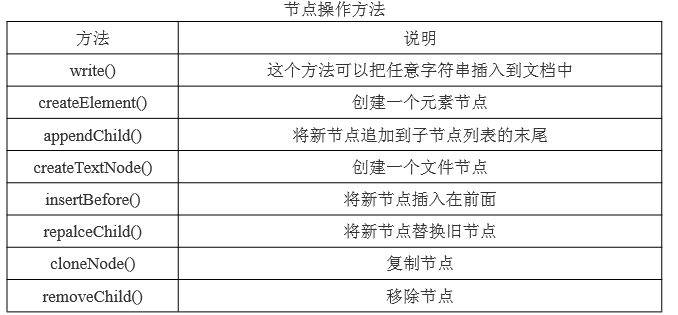 节点操作方法
方法 说明
write() 这个方法可以把任意字符串插入到文档中
createElement() 创建一个元素节点
appendChild() 将新节点追加到子节点列表的末尾
createTextNode() 创建一个文件节点
insertBefore() 将新节点插入在前面
repalceChild() 将新节点替换旧节点
cloneNode() 复制节点
removeChild() 移除节点